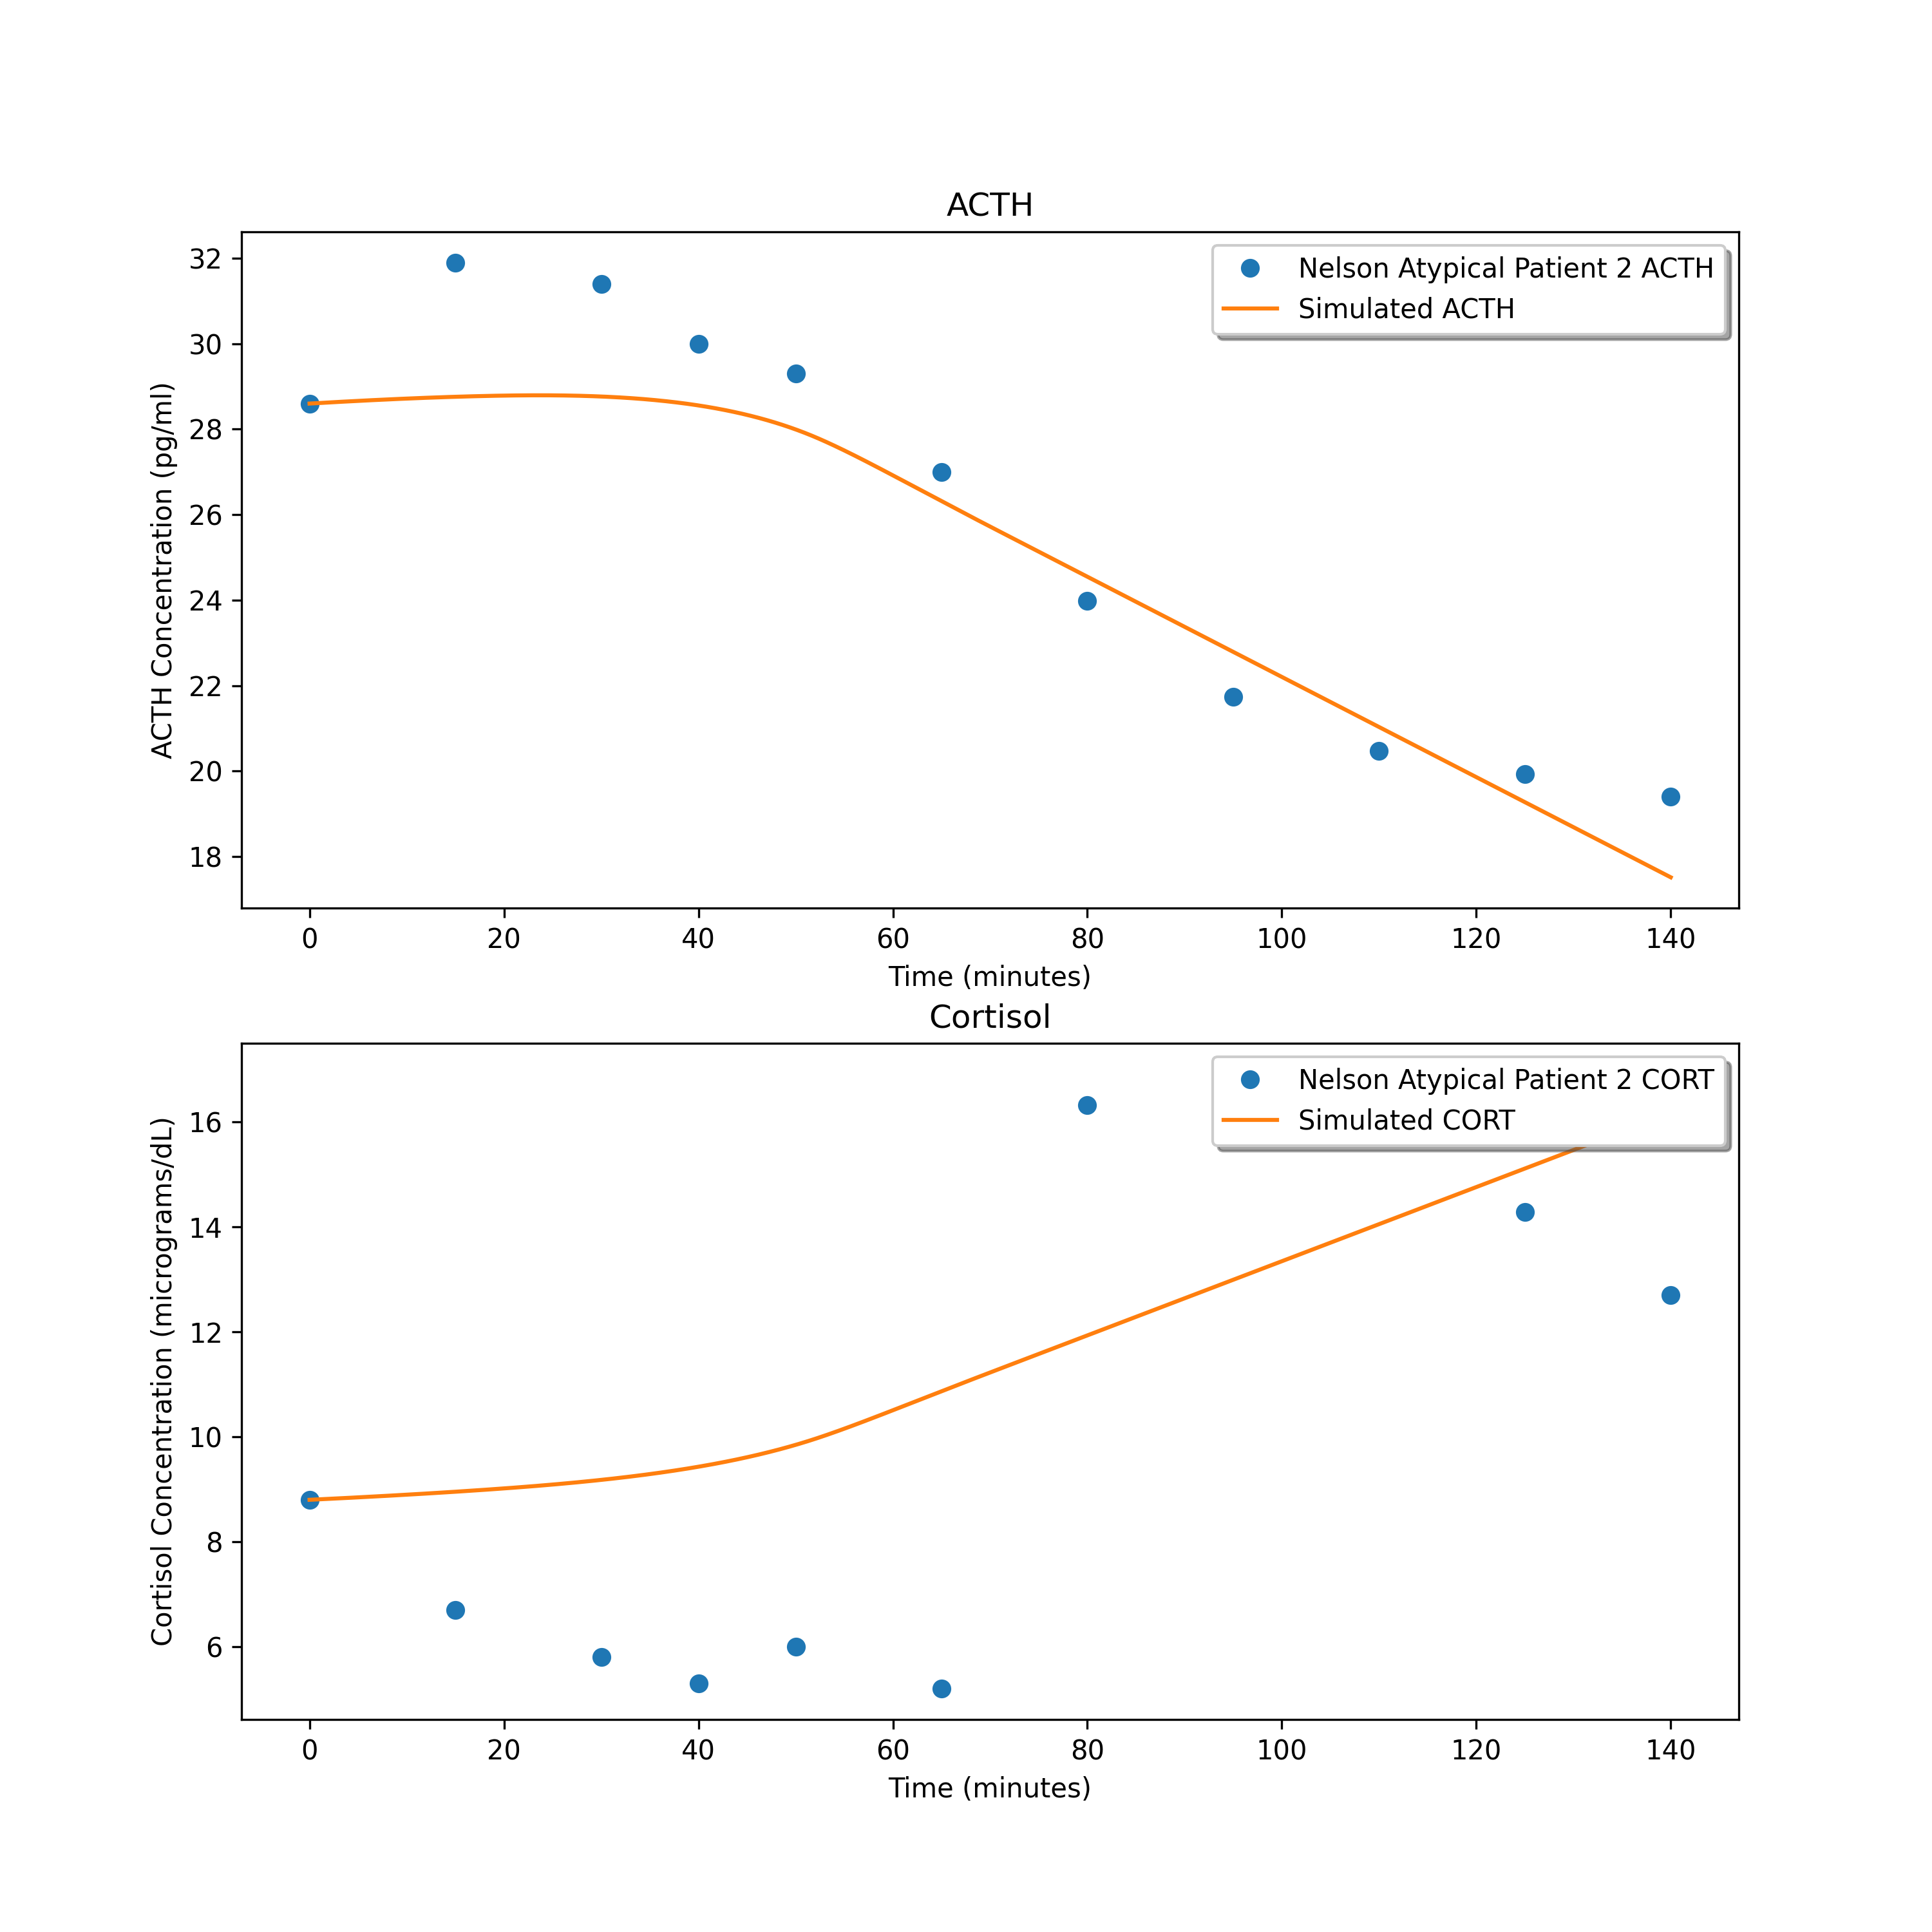 ACTH
32
30
28
26
24
22
20
18
ACTH Concentration (pg/ml)
Nelson Atypical Patient 2 ACTH
Simulated ACTH
0 20 40 60 80 100 120 140
Time (minutes)
Cortisol
16
14
12
10
8
6
Cortisol Concentration (micrograms/dL)
Nelson Atypical Patient 2 CORT
Simulated CORT
0 20 40 60 80 100 120 140
Time (minutes)